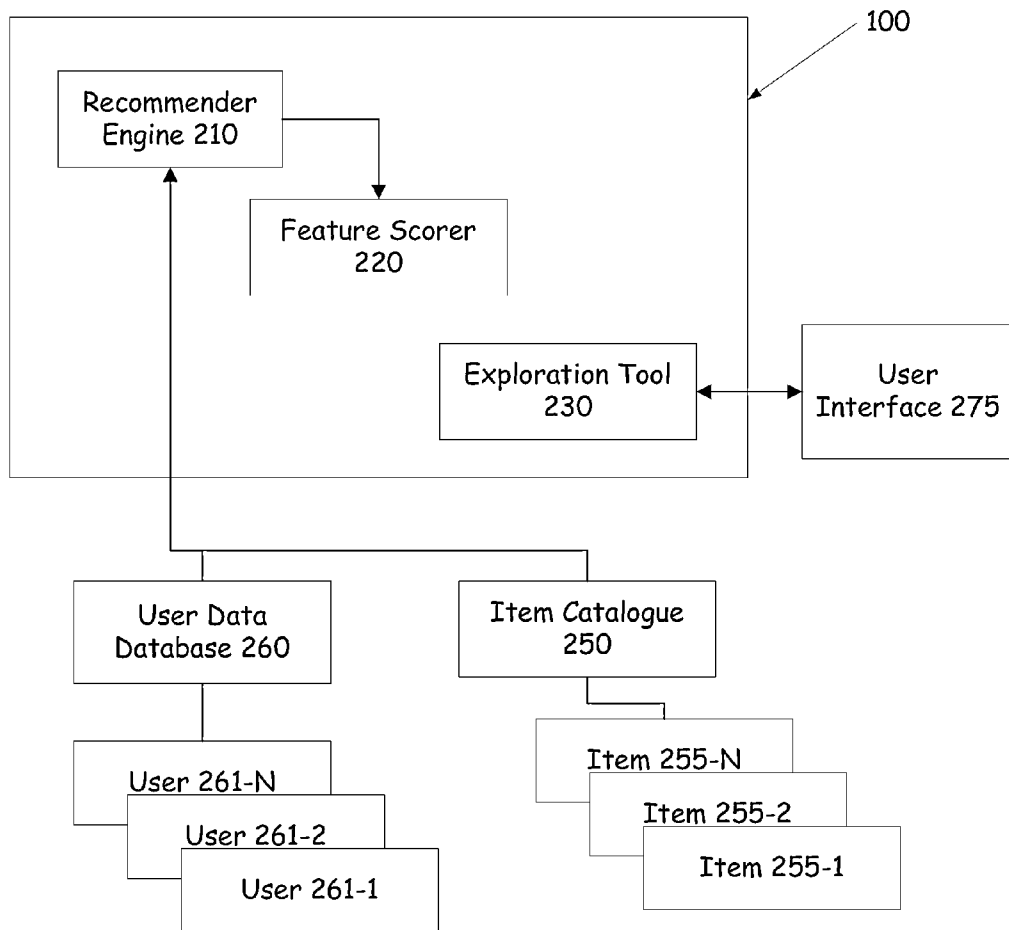 100
Recommender
Engine 210
Feature Scorer
220
Exploration Tool
230
User
Interface 275
User Data
Database 260
Item Catalogue
250
User 261-N
User 261-2
User 261-1
Item 255-N
Item 255-2
Item 255-1